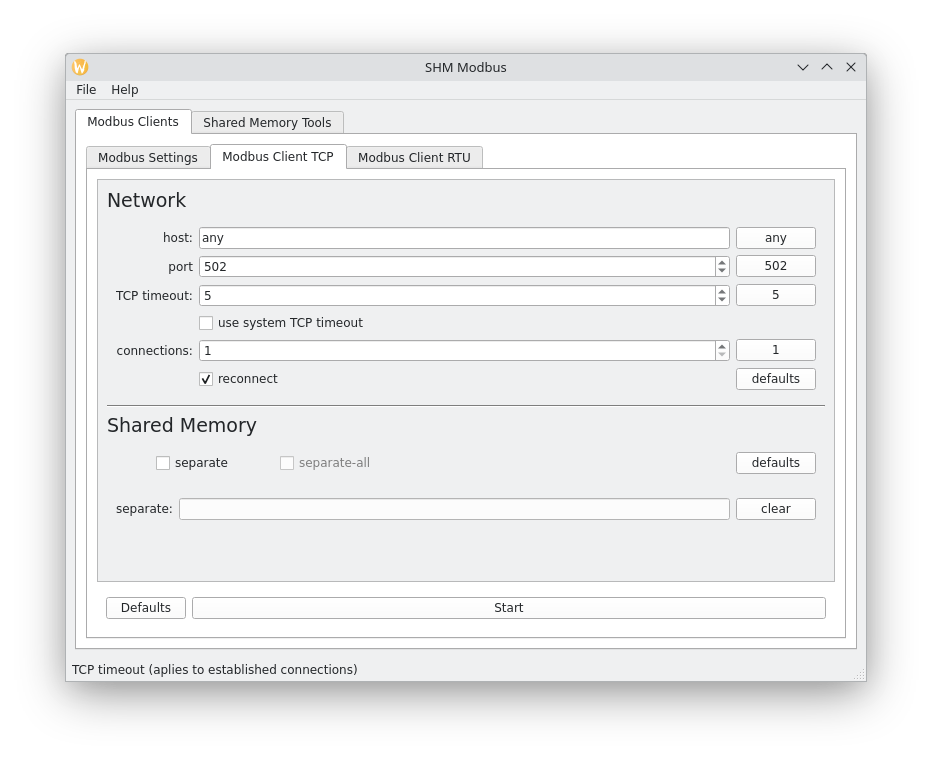 SHM Modbus
File Help
Modbus Clients Shared Memory Tools
Modbus Settings Modbus Client TCP Modbus Client RTU
Network
host: any any
port 502 502
TCP timeout: 5 5
use system TCP timeout
connections: 1 1
reconnect defaults
Shared Memory
separate separate-all defaults
separate: clear
Defaults Start
TCP timeout (aplies to established connections)